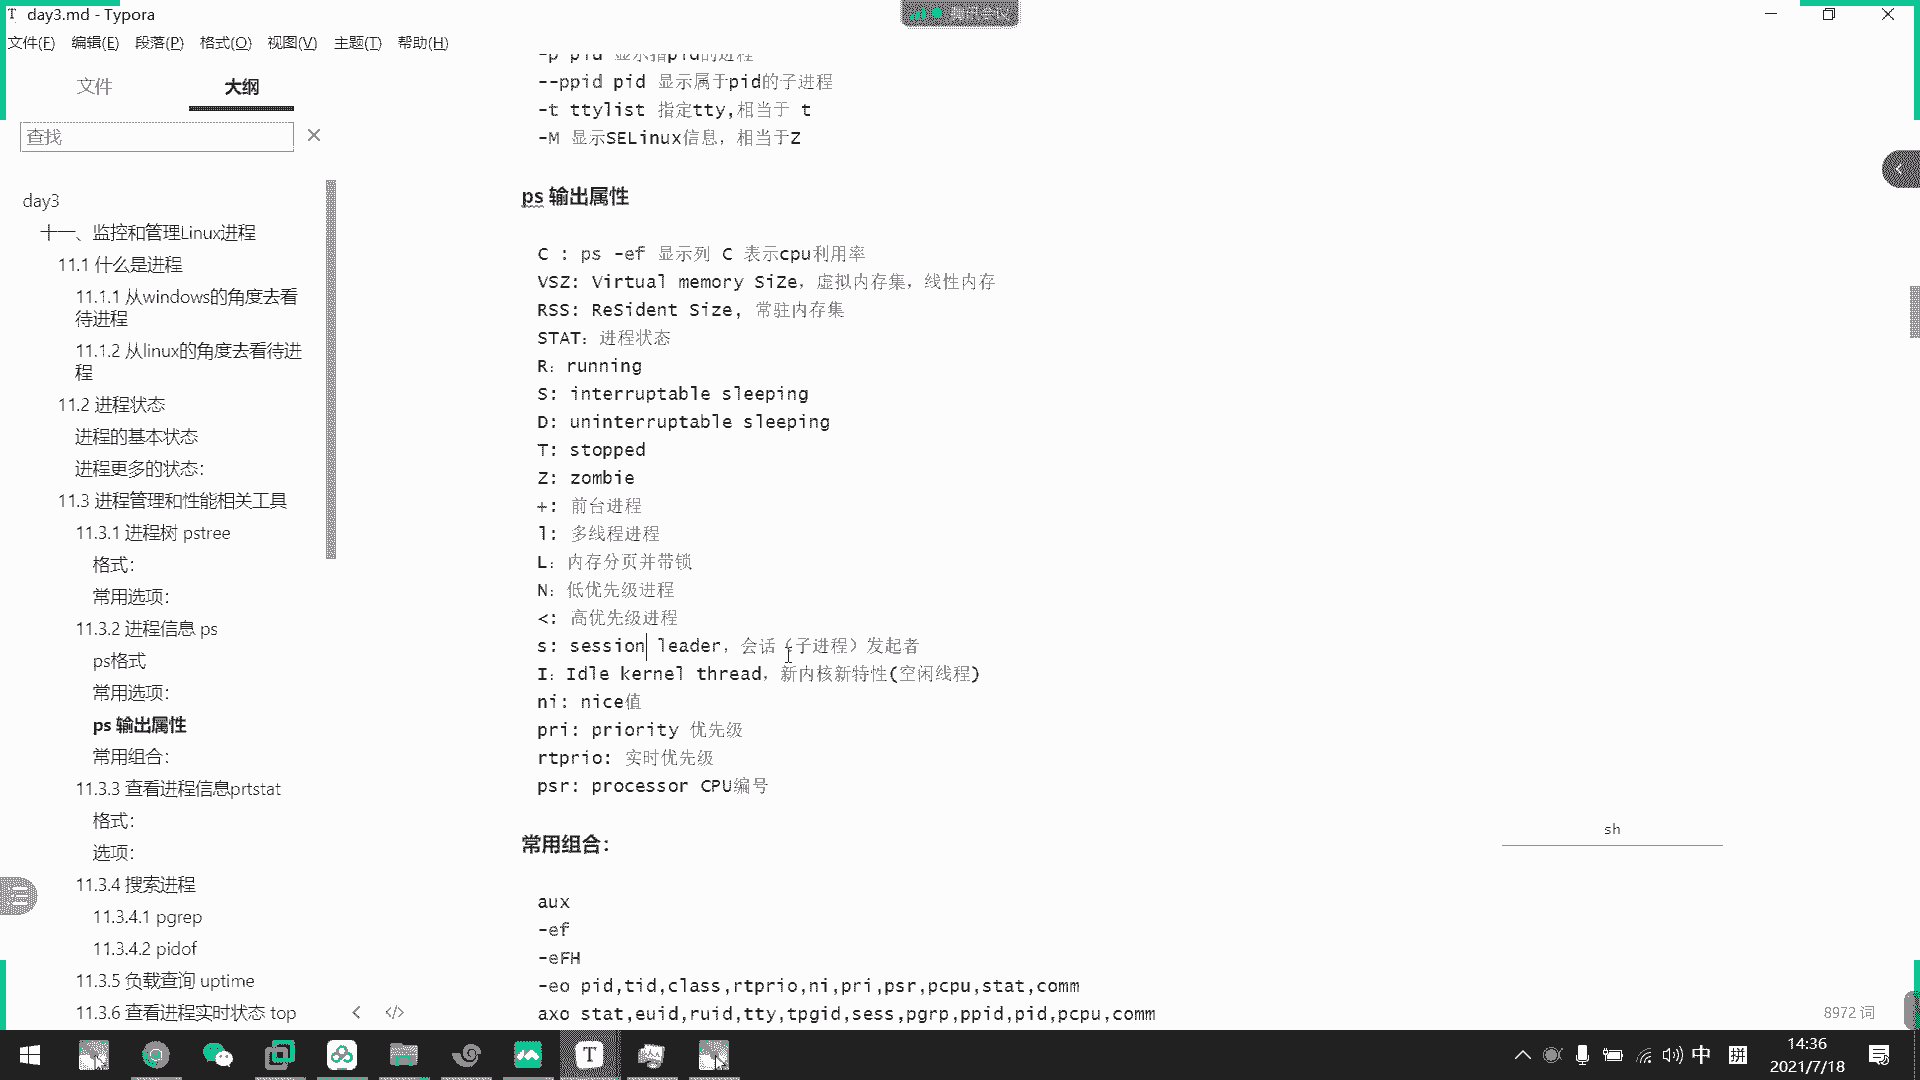 day3.md - Typora
腾讯会议
文件(F) 编辑(E) 段落(P) 格式(O) 视图(V) 主题(T) 帮助(H)
文件 大纲
查找
day3
十一、监控和管理Linux进程
11.1 什么是进程
11.1.1 从windows的角度去看
待进程
11.1.2 从linux的角度去看待进
程
11.2 进程状态
进程的基本状态
进程更多的状态：
11.3 进程管理和性能相关工具
11.3.1 进程树 pstree
格式：
常用选项：
11.3.2 进程信息 ps
ps格式
常用选项：
ps 输出属性
常用组合：
11.3.3 查看进程信息prtstat
格式：
选项：
11.3.4 搜索进程
11.3.4.1 pgrep
11.3.4.2 pidof
11.3.5 负载查询 uptime
11.3.6 查看进程实时状态 top
-p pid 显示指pid的进程
--ppid pid 显示属于pid的子进程
-t ttylist 指定tty,相当于 t
-M 显示SELinux信息，相当于Z
ps 输出属性
C : ps -ef 显示列 C 表示cpu利用率
VSZ: Virtual memory SiZe，虚拟内存集，线性内存
RSS: ReSident Size, 常驻内存集
STAT：进程状态
R：running
S: interruptable sleeping
D: uninterruptable sleeping
T: stopped
Z: zombie
+: 前台进程
l: 多线程进程
L：内存分页并带锁
N：低优先级进程
<: 高优先级进程
s: session leader，会话（子进程）发起者
I：Idle kernel thread，新内核新特性(空闲线程)
ni: nice值
pri: priority 优先级
rtprio: 实时优先级
psr: processor CPU编号
sh
常用组合：
aux
-ef
-eFH
-eo pid,tid,class,rtprio,ni,pri,psr,pcpu,stat,comm
axo stat,euid,ruid,tty,tpgid,sess,pgrp,ppid,pid,pcpu,comm
8972 词
中 拼
14:36
2021/7/18